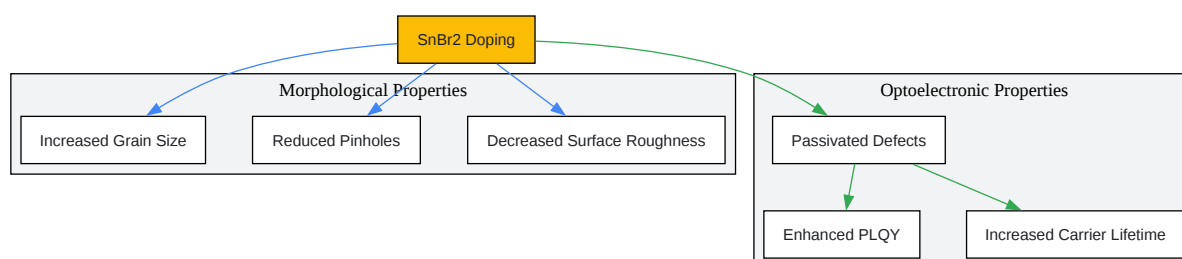 SnBr2 Doping
Morphological Properties
Optoelectronic Properties
Increased Grain Size
Reduced Pinholes
Decreased Surface Roughness
Passivated Defects
Enhanced PLQY
Increased Carrier Lifetime